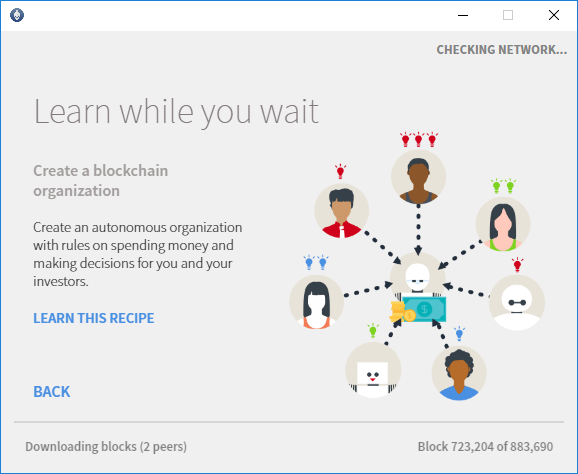 CHECKING NETWORK...
Learn while you wait
Create a blockchain
organization
Create an autonomous organization
with rules on spending money and
making decisions for you and your
investors.
LEARN THIS RECIPE
BACK
Downloading blocks (2 peers)
Block 723,204 of 883,690